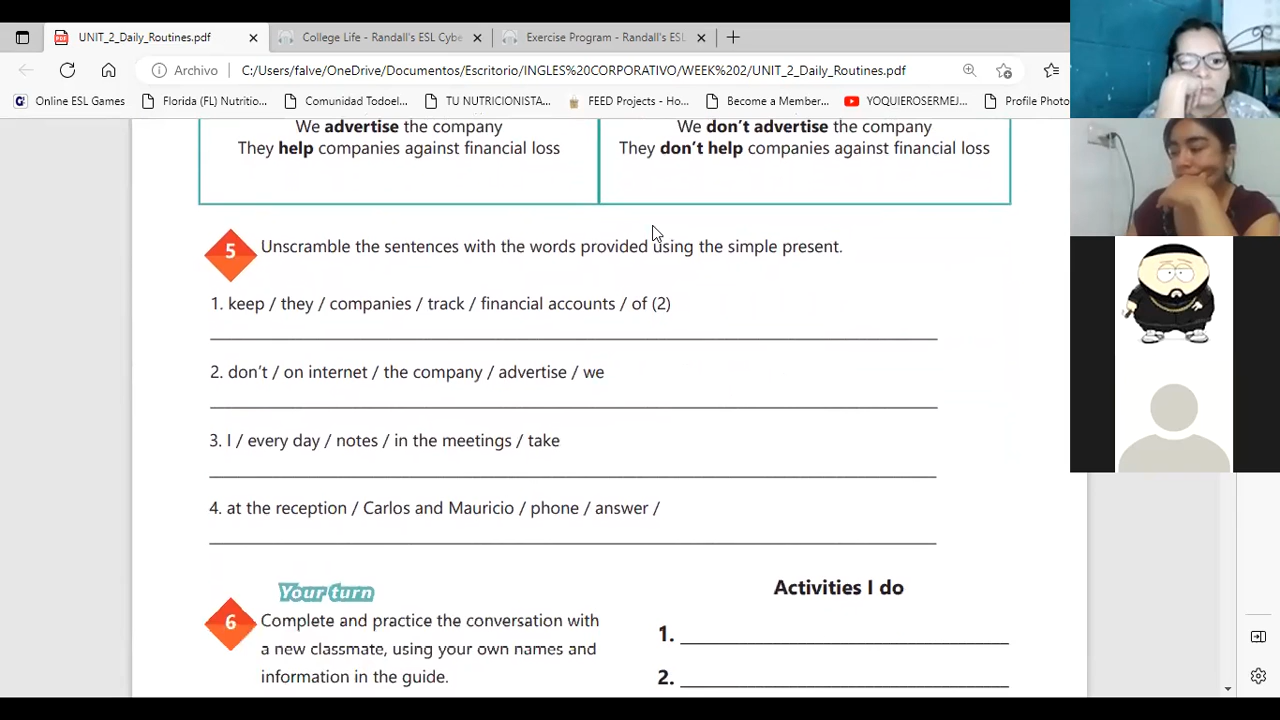 UNIT_2_Daily_Routines.pdf
College Life - Randall's ESL Cybe
Exercise Program - Randall's ESL
Archivo
C:/Users/falve/OneDrive/Documentos/Escritorio/INGLES%20CORPORATIVO/WEEK%202/UNIT_2_Daily_Routines.pdf
Online ESL Games
Florida (FL) Nutritio...
Comunidad Todoel...
TU NUTRICIONISTA...
FEED Projects - Ho...
Become a Member...
YOQUIEROSERMEJ...
Profile Photo
We advertise the company
They help companies against financial loss
We don't advertise the company
They don't help companies against financial loss
5 Unscramble the sentences with the words provided using the simple present.
1. keep / they / companies / track / financial accounts / of (2)
2. don't / on internet / the company / advertise / we
3. I / every day / notes / in the meetings / take
4. at the reception / Carlos and Mauricio / phone / answer /
Your turn
6 Complete and practice the conversation with
a new classmate, using your own names and
information in the guide.
Activities I do
1.
2.